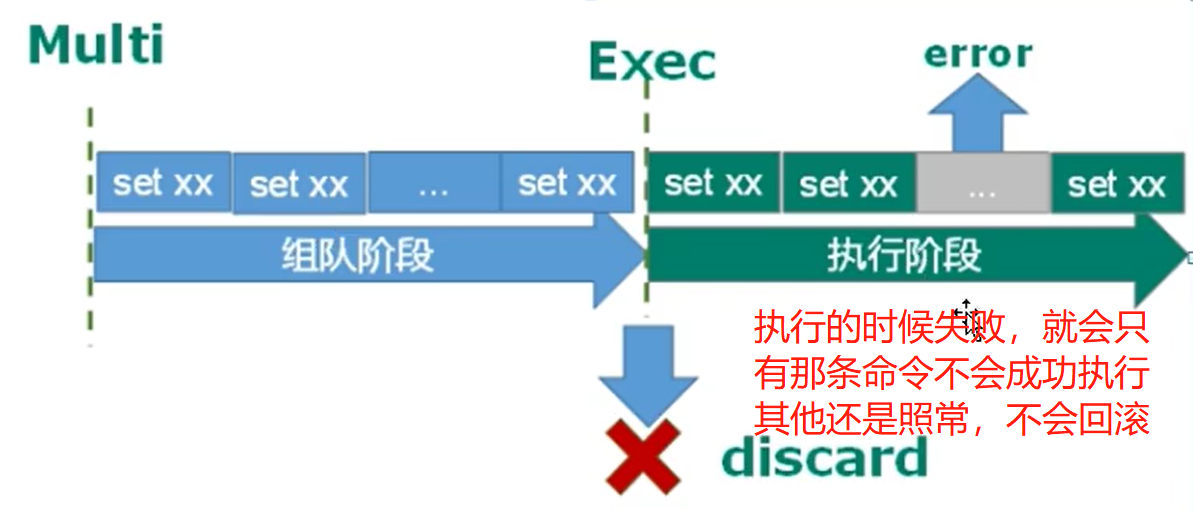 Multi
Exec
error
set xx
set xx
...
set xx
set xx
set xx
...
set xx
组队阶段
执行阶段
执行的时候失败，就会只
有那条命令不会成功执行
其他还是照常，不会回滚
discard